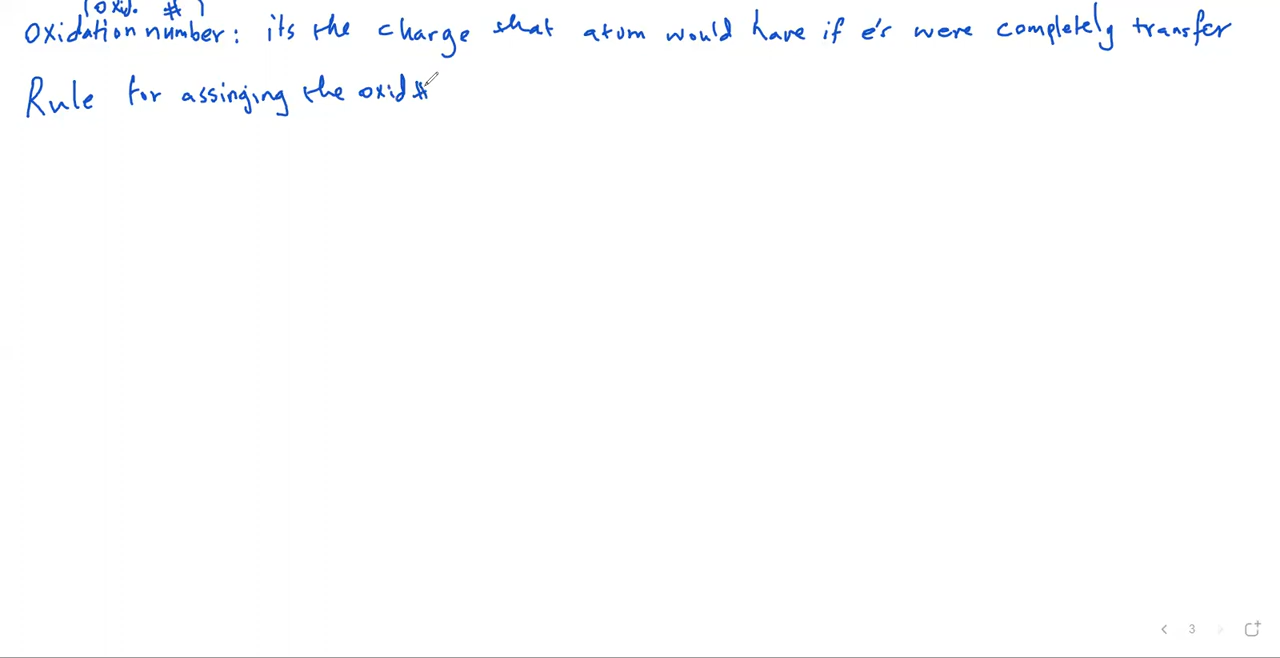 (oxid. #)
Oxidation number: its the charge that atom would have if e's were completely transfer
Rule for assinging the oxid #
3